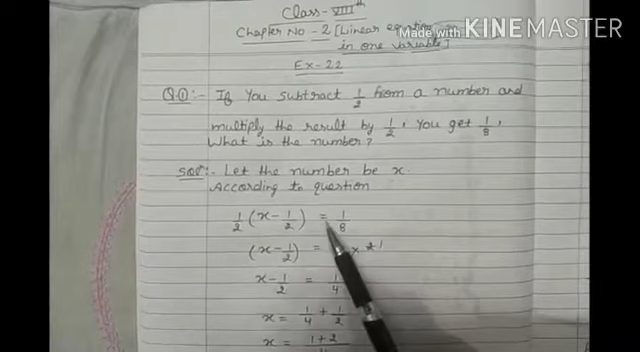 Class-VIIIth
Chapter No-2 [Linear equation
in one variable]
Made with KINEMASTER
Ex-2.2
Q.1):- If You subtract 1/2 from a number and
multiply the result by 1/2, You get 1/8,
What is the number?
Solⁿ:- Let the number be x.
According to question
1/2 (x - 1/2) = 1/8
(x - 1/2) = x 2
x - 1/2 = 1/4
x = 1/4 + 1/2
x = 1+2